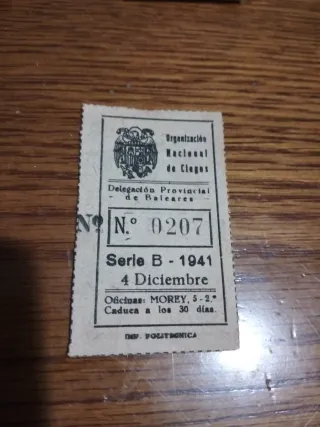 Organización
Nacional
de Ciegos
Delegación Provincial
- de Baleares -
Nº
N.º 0207
Serie B - 1941
4 Diciembre
Oficinas: MOREY, 5 - 2.º
Caduca a los 30 días.
IMP. POLITECNICA